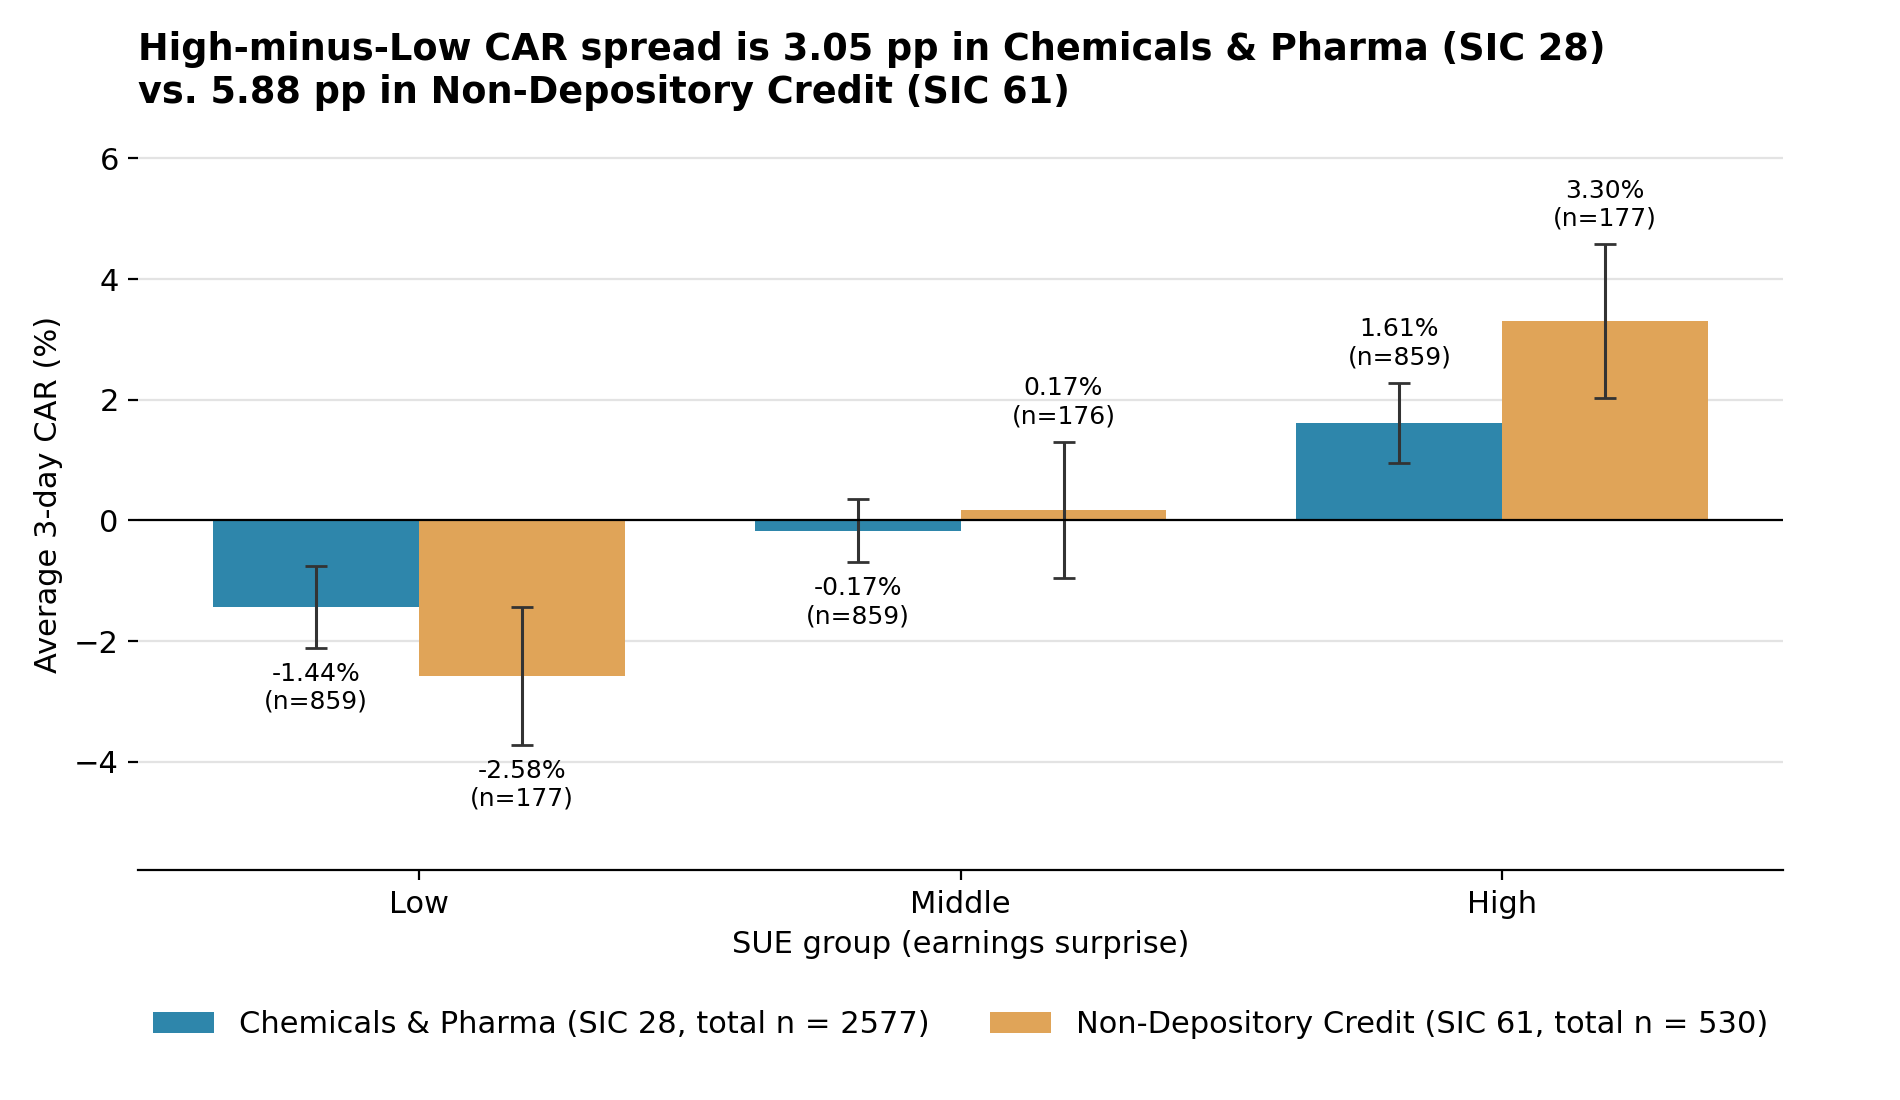 High-minus-Low CAR spread is 3.05 pp in Chemicals & Pharma (SIC 28)
vs. 5.88 pp in Non-Depository Credit (SIC 61)
6
4
2
0
−2
−4
Average 3-day CAR (%)
-1.44%
(n=859)
-2.58%
(n=177)
-0.17%
(n=859)
0.17%
(n=176)
1.61%
(n=859)
3.30%
(n=177)
Low
Middle
High
SUE group (earnings surprise)
Chemicals & Pharma (SIC 28, total n = 2577)
Non-Depository Credit (SIC 61, total n = 530)